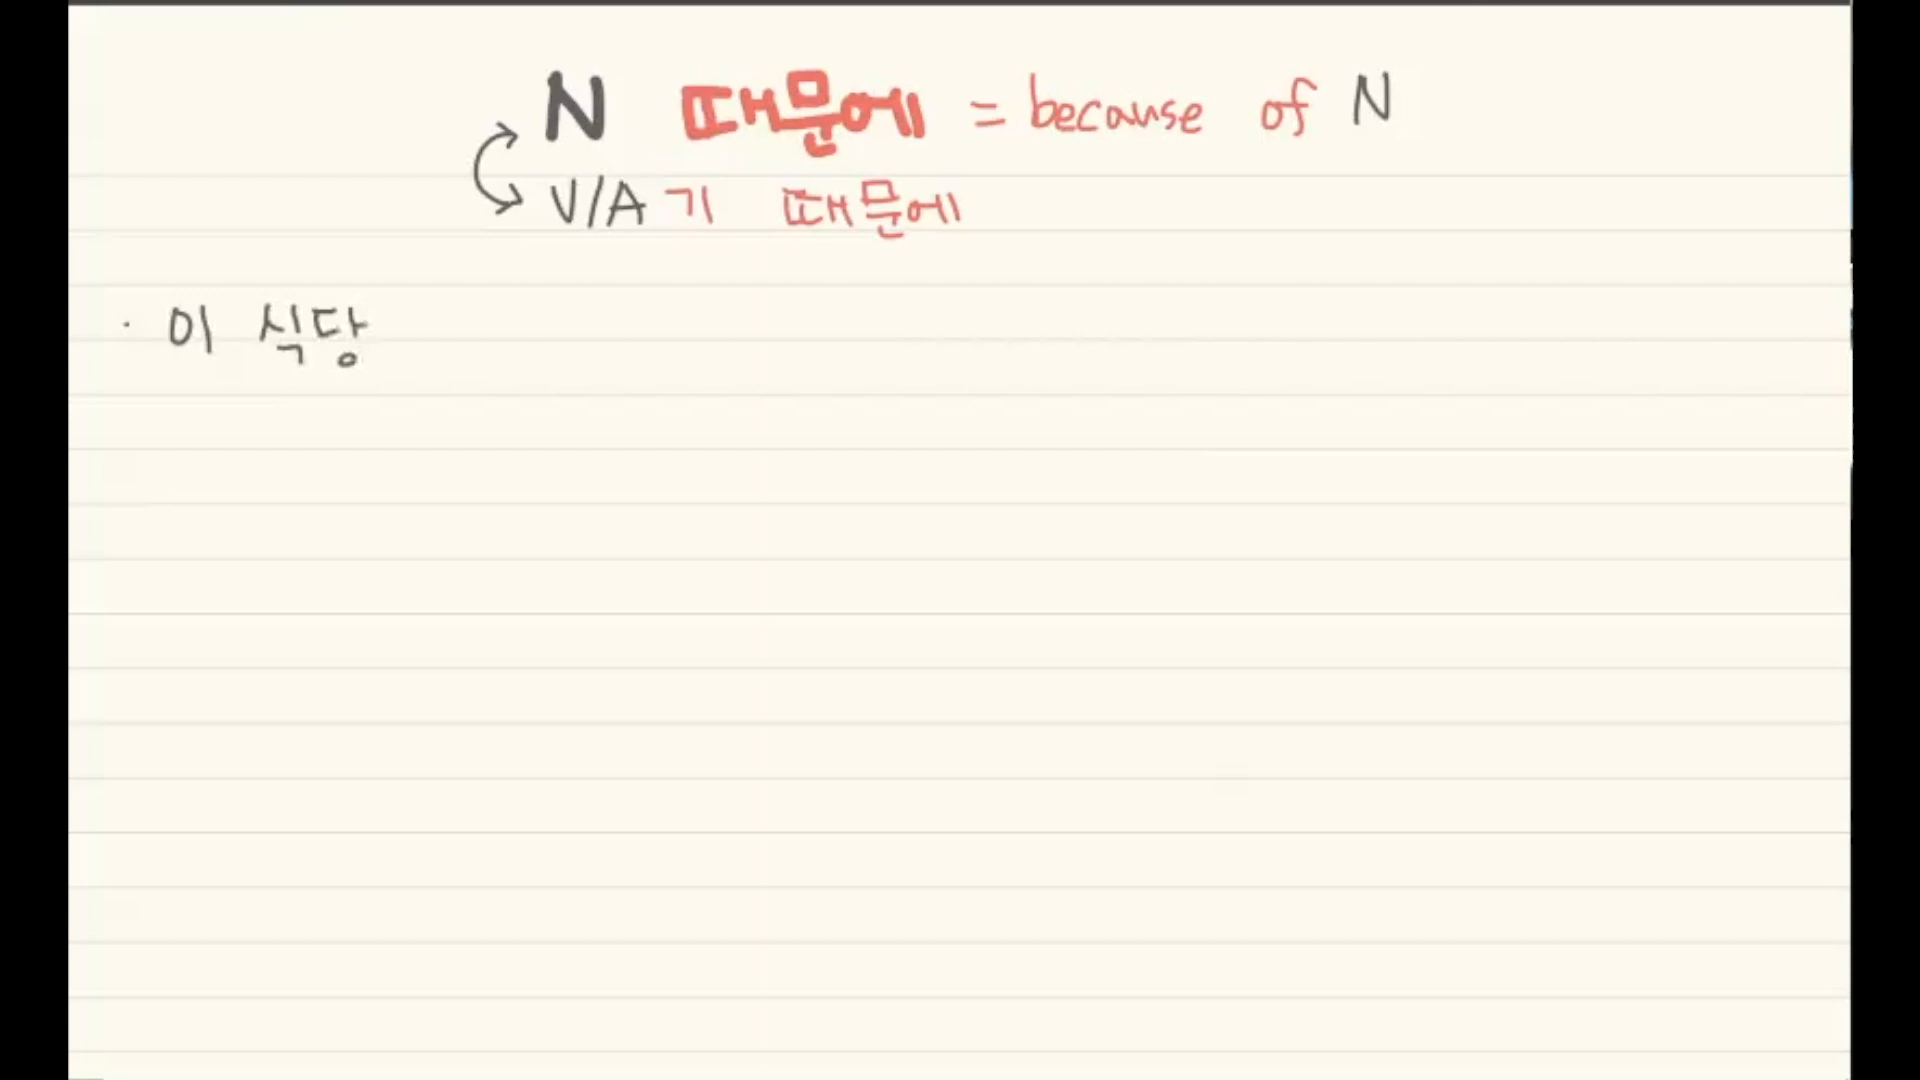 N 때문에 = because of N
V/A 기 때문에
· 이 식당